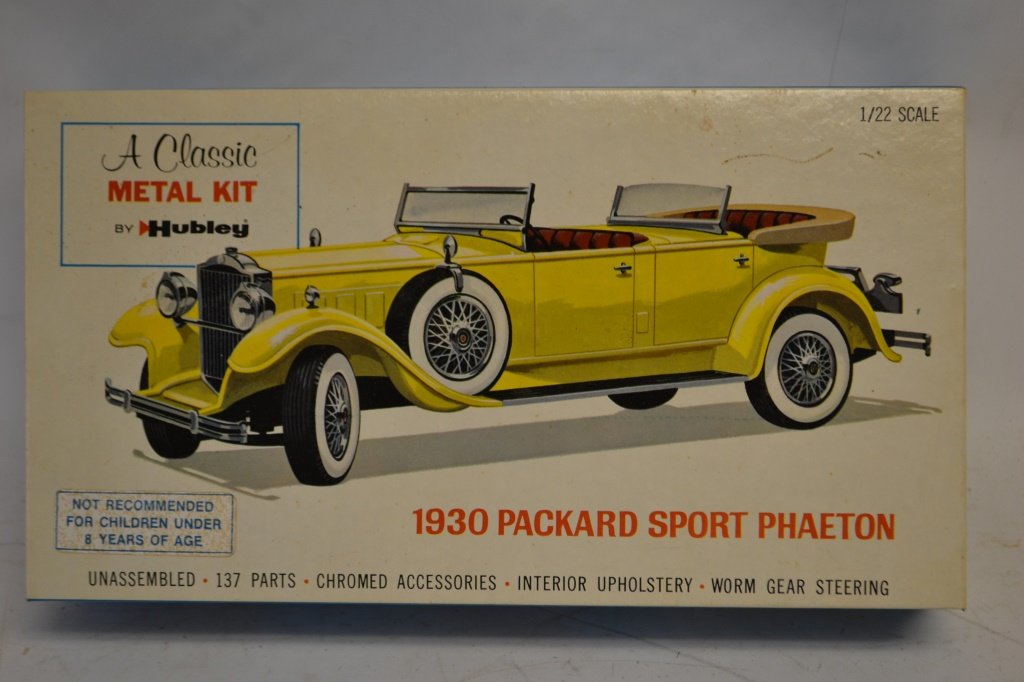 1/22 SCALE
A Classic
METAL KIT
BY Hubley
NOT RECOMMENDED
FOR CHILDREN UNDER
8 YEARS OF AGE
1930 PACKARD SPORT PHAETON
UNASSEMBLED • 137 PARTS • CHROMED ACCESSORIES • INTERIOR UPHOLSTERY • WORM GEAR STEERING